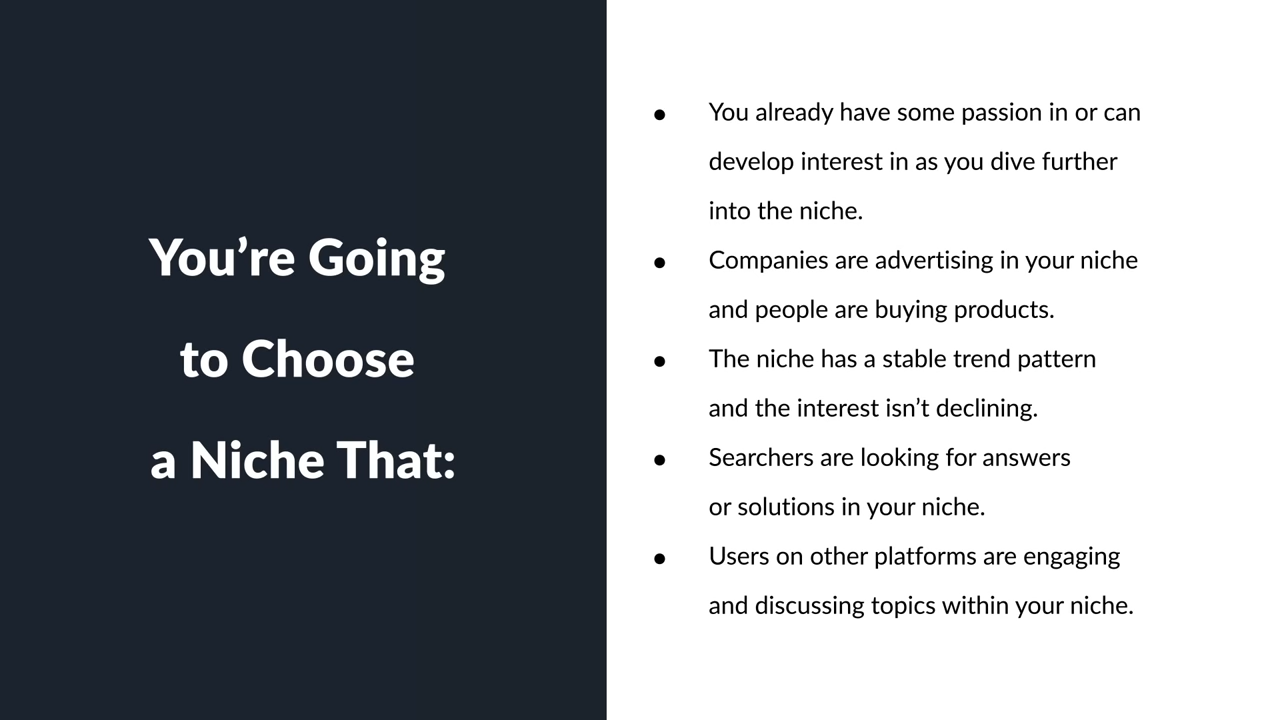 You’re Going
to Choose
a Niche That:
● You already have some passion in or can
develop interest in as you dive further
into the niche.
● Companies are advertising in your niche
and people are buying products.
● The niche has a stable trend pattern
and the interest isn’t declining.
● Searchers are looking for answers
or solutions in your niche.
● Users on other platforms are engaging
and discussing topics within your niche.